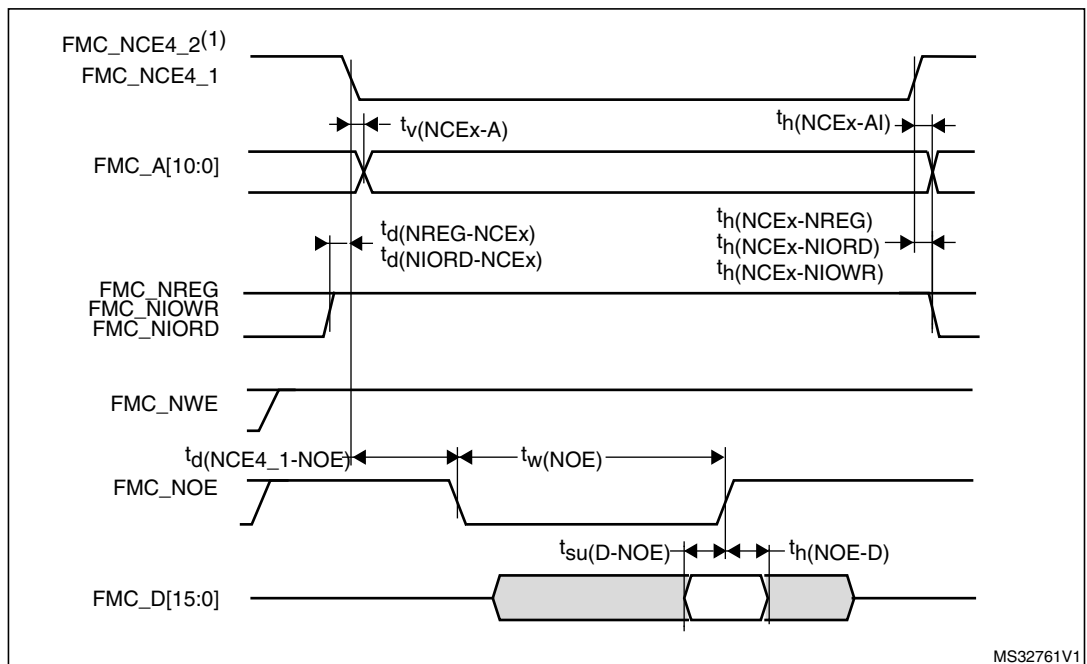 FMC_NCE4_2(1)
FMC_NCE4_1
tv(NCEx-A)
th(NCEx-AI)
FMC_A[10:0]
td(NREG-NCEx)
td(NIORD-NCEx)
th(NCEx-NREG)
th(NCEx-NIORD)
th(NCEx-NIOWR)
FMC_NREG
FMC_NIOWR
FMC_NIORD
FMC_NWE
td(NCE4_1-NOE)
tw(NOE)
FMC_NOE
tsu(D-NOE)
th(NOE-D)
FMC_D[15:0]
MS32761V1